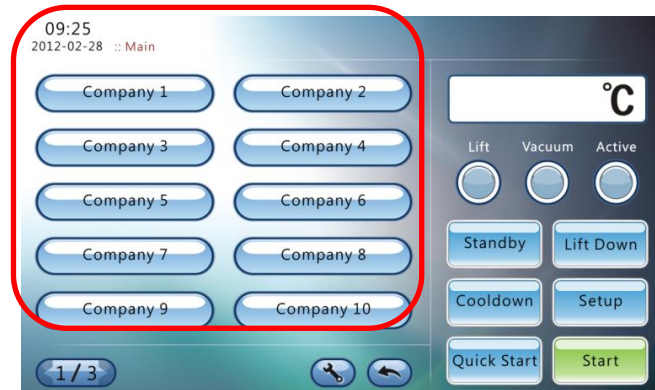 09:25
2012-02-28 :: Main
Company 1 Company 2
Company 3 Company 4
Company 5 Company 6
Company 7 Company 8
Company 9 Company 10
1/3
℃
Lift Vacuum Active
Standby Lift Down
Cooldown Setup
Quick Start Start